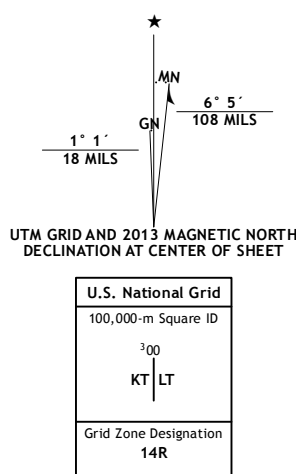 ★
MN
GN
6° 5´
108 MILS
1° 1´
18 MILS
UTM GRID AND 2013 MAGNETIC NORTH
DECLINATION AT CENTER OF SHEET
U.S. National Grid
100,000-m Square ID
³00
KT LT
Grid Zone Designation
14R